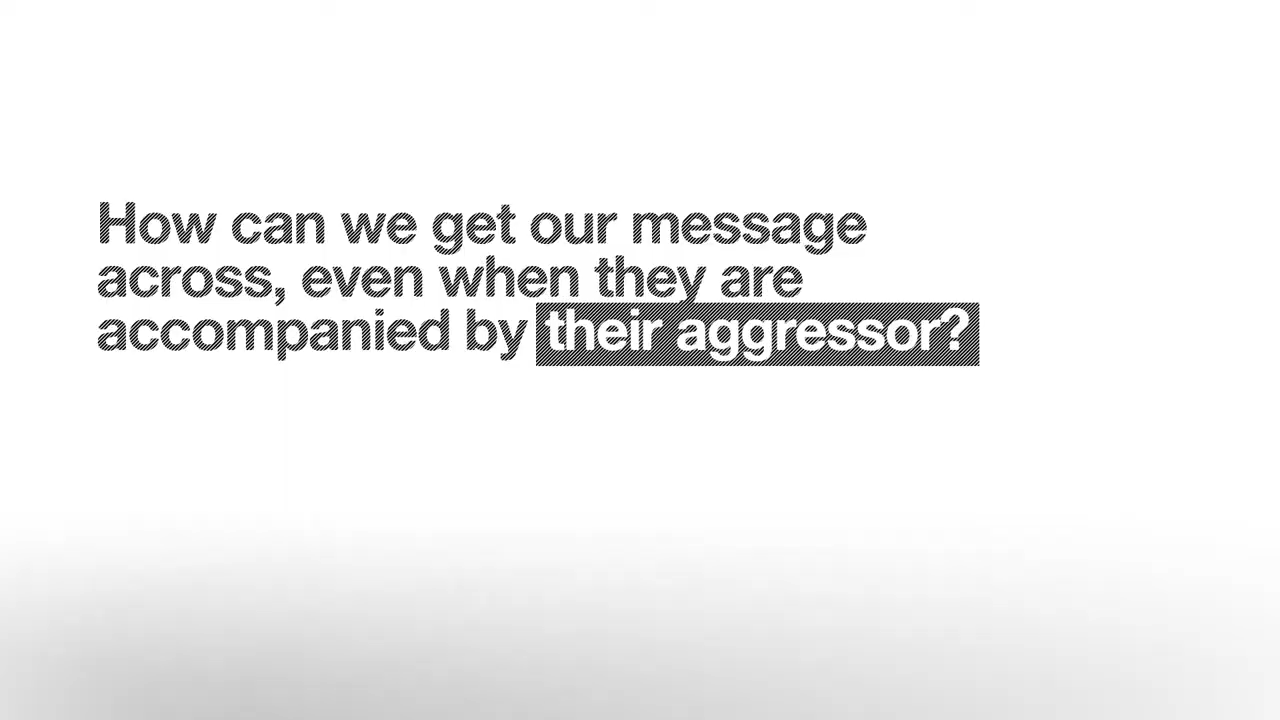 How can we get our message
across, even when they are
accompanied by their aggressor?